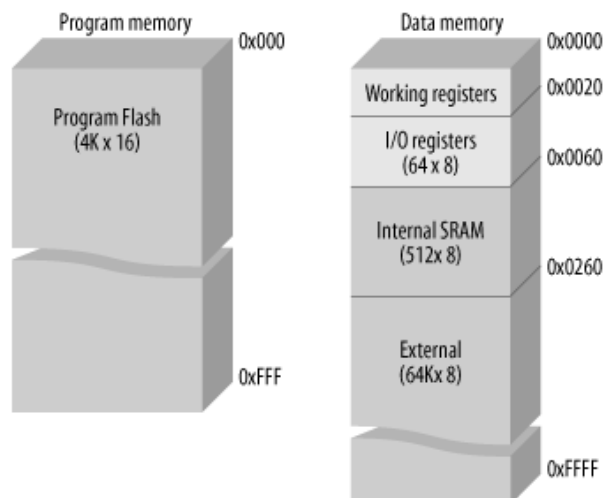 Program memory
0x000
Program Flash
(4K x 16)
0xFFF
Data memory
0x0000
Working registers
0x0020
I/O registers
(64 x 8)
0x0060
Internal SRAM
(512x 8)
0x0260
External
(64Kx 8)
0xFFFF